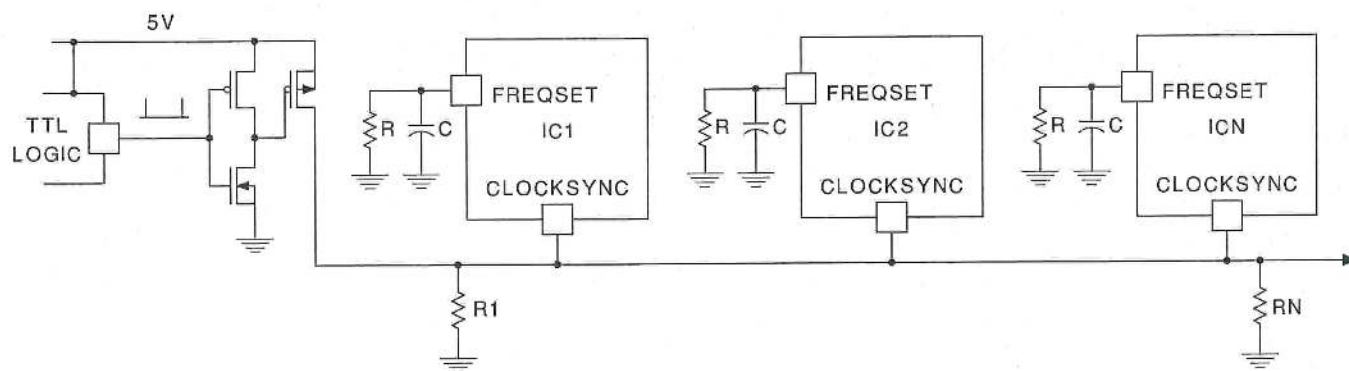 5V
TTL
LOGIC
R
C
FREQSET
IC1
CLOCKSYNC
R
C
FREQSET
IC2
CLOCKSYNC
R
C
FREQSET
ICN
CLOCKSYNC
R1
RN